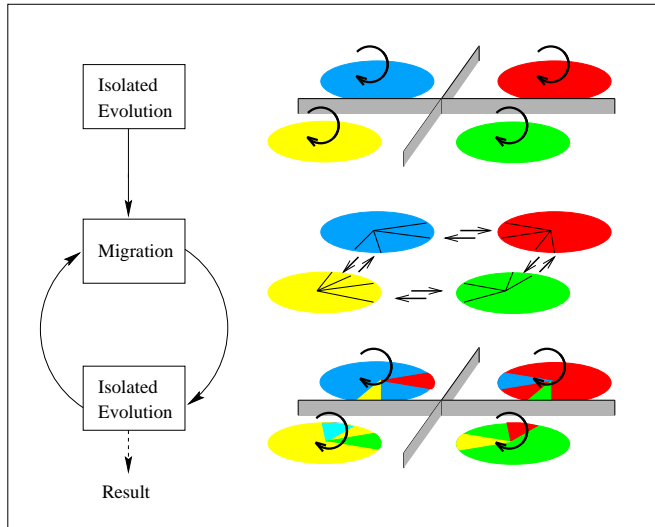 Isolated
Evolution
Migration
Isolated
Evolution
Result